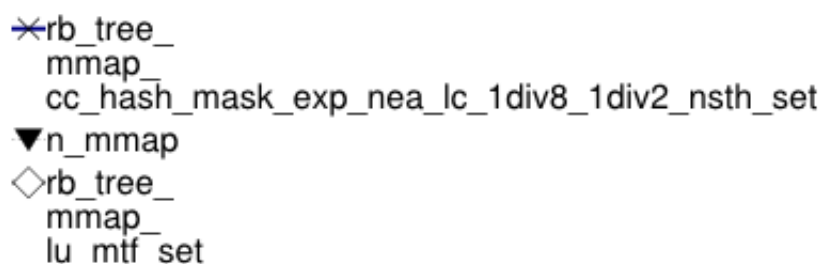 rb_tree_
mmap_
cc_hash_mask_exp_nea_lc_1div8_1div2_nsth_set
n_mmap
rb_tree_
mmap_
lu_mtf_set